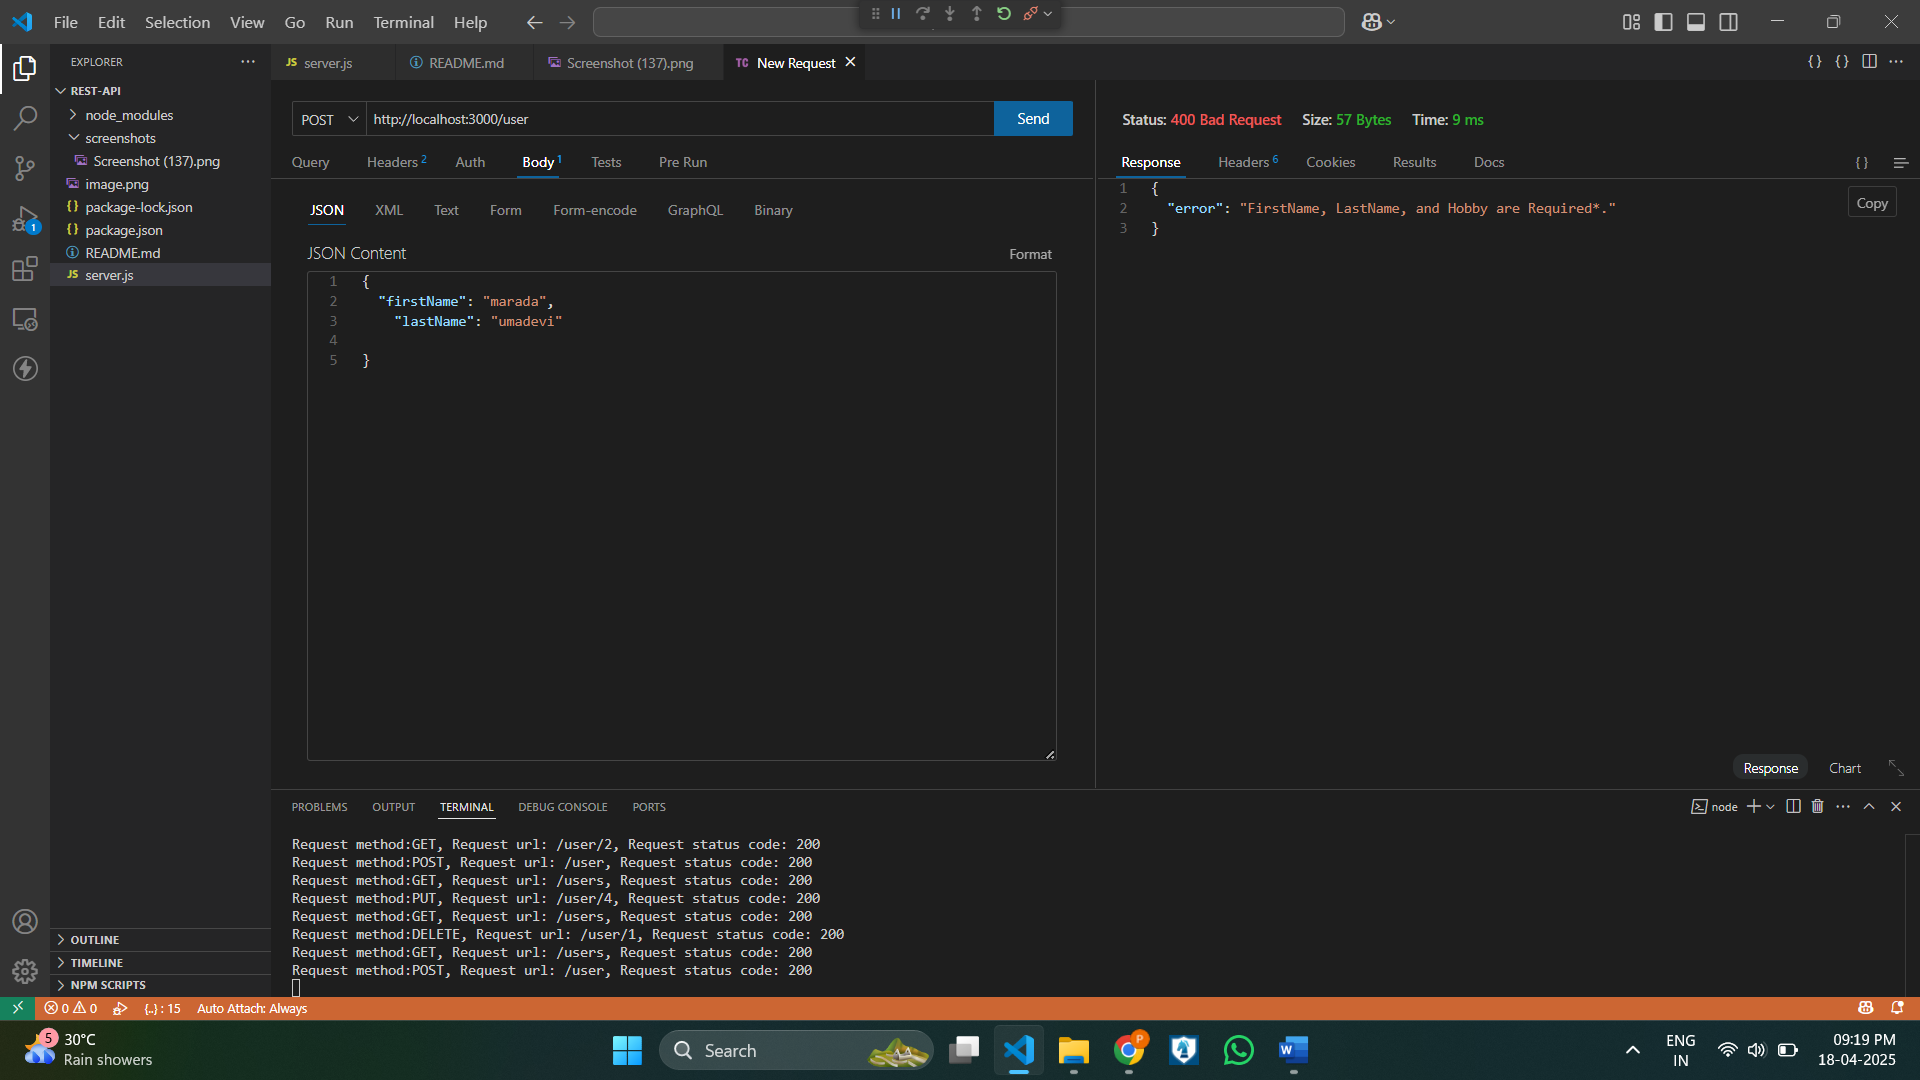 File Edit Selection View Go Run Terminal Help
EXPLORER
REST-API
node_modules
screenshots
Screenshot (137).png
image.png
package-lock.json
package.json
README.md
JS server.js
OUTLINE
TIMELINE
NPM SCRIPTS
JS server.js README.md Screenshot (137).png TC New Request
POST http://localhost:3000/user Send
Query Headers 2 Auth Body 1 Tests Pre Run
JSON XML Text Form Form-encode GraphQL Binary
JSON Content Format
1 {
2 "firstName": "marada",
3 "lastName": "umadevi"
4
5 }
Status: 400 Bad Request Size: 57 Bytes Time: 9 ms
Response Headers 6 Cookies Results Docs
1 {
2 "error": "FirstName, LastName, and Hobby are Required*."
3 }
Copy
Response Chart
PROBLEMS OUTPUT TERMINAL DEBUG CONSOLE PORTS
node
Request method:GET, Request url: /user/2, Request status code: 200
Request method:POST, Request url: /user, Request status code: 200
Request method:GET, Request url: /users, Request status code: 200
Request method:PUT, Request url: /user/4, Request status code: 200
Request method:GET, Request url: /users, Request status code: 200
Request method:DELETE, Request url: /user/1, Request status code: 200
Request method:GET, Request url: /users, Request status code: 200
Request method:POST, Request url: /user, Request status code: 200
0 0 {..} : 15 Auto Attach: Always
5
30°C
Rain showers
Search
P
ENG
IN
09:19 PM
18-04-2025